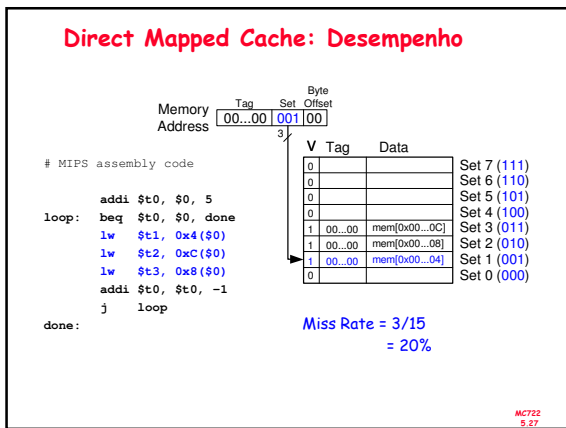 Direct Mapped Cache: Desempenho
Byte
Tag Set Offset
Memory Address 00...00 001 00
3
V Tag Data
0 Set 7 (111)
0 Set 6 (110)
0 Set 5 (101)
0 Set 4 (100)
1 00...00 mem[0x00...0C] Set 3 (011)
1 00...00 mem[0x00...08] Set 2 (010)
1 00...00 mem[0x00...04] Set 1 (001)
0 Set 0 (000)
# MIPS assembly code
addi $t0, $0, 5
loop: beq $t0, $0, done
lw $t1, 0x4($0)
lw $t2, 0xC($0)
lw $t3, 0x8($0)
addi $t0, $t0, -1
j loop
done:
Miss Rate = 3/15
= 20%
MC722
5.27